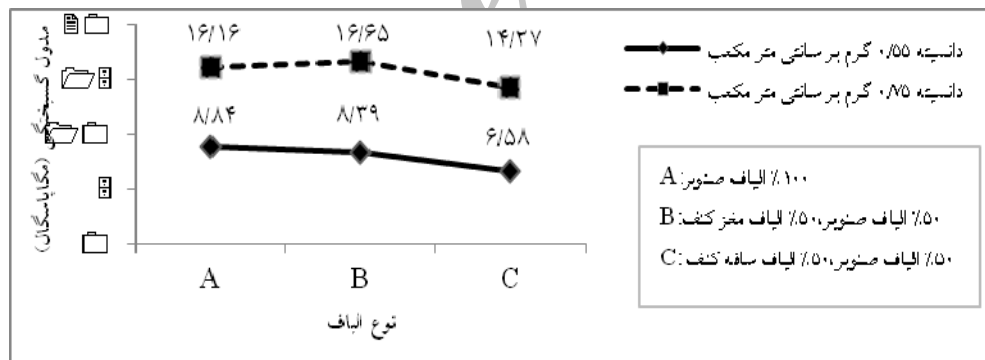 مدول گسیختگی (مگاپاسگال)
۱۶/۱۶ ۱۶/۶۵ ۱۴/۲۷
۸/۸۴ ۸/۳۹ ۶/۵۸
A B C
نوع الیاف
دانسیته ۰/۵۵ گرم بر سانتی متر مکعب
دانسیته ۰/۷۵ گرم بر سانتی متر مکعب
A: ۱۰۰٪ الیاف صنوبر
B: ۵۰٪ الیاف صنوبر،۵۰٪ الیاف مغز کنف
C: ۵۰٪ الیاف صنوبر،۵۰٪ الیاف ساقه کنف